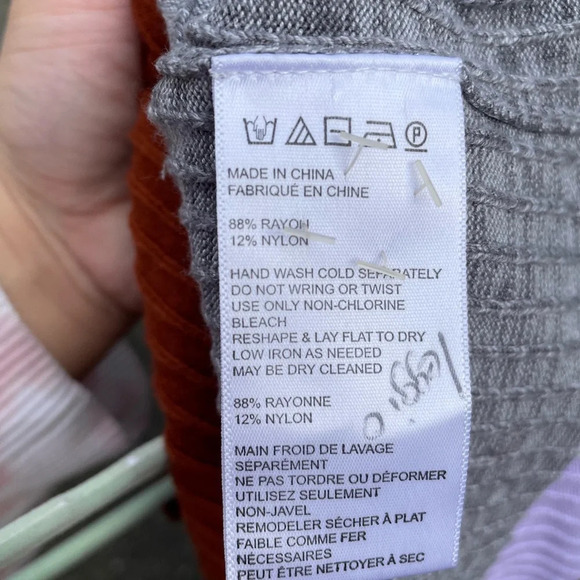 P
MADE IN CHINA
FABRIQUÉ EN CHINE
88% RAYON
12% NYLON
HAND WASH COLD SEPARATELY
DO NOT WRING OR TWIST
USE ONLY NON-CHLORINE
BLEACH
RESHAPE & LAY FLAT TO DRY
LOW IRON AS NEEDED
MAY BE DRY CLEANED
88% RAYONNE
12% NYLON
MAIN FROID DE LAVAGE
SÉPARÉMENT
NE PAS TORDRE OU DÉFORMER
UTILISEZ SEULEMENT
NON-JAVEL
REMODELER SÉCHER À PLAT
FAIBLE COMME FER
NÉCESSAIRES
PEUT ÊTRE NETTOYER À SEC